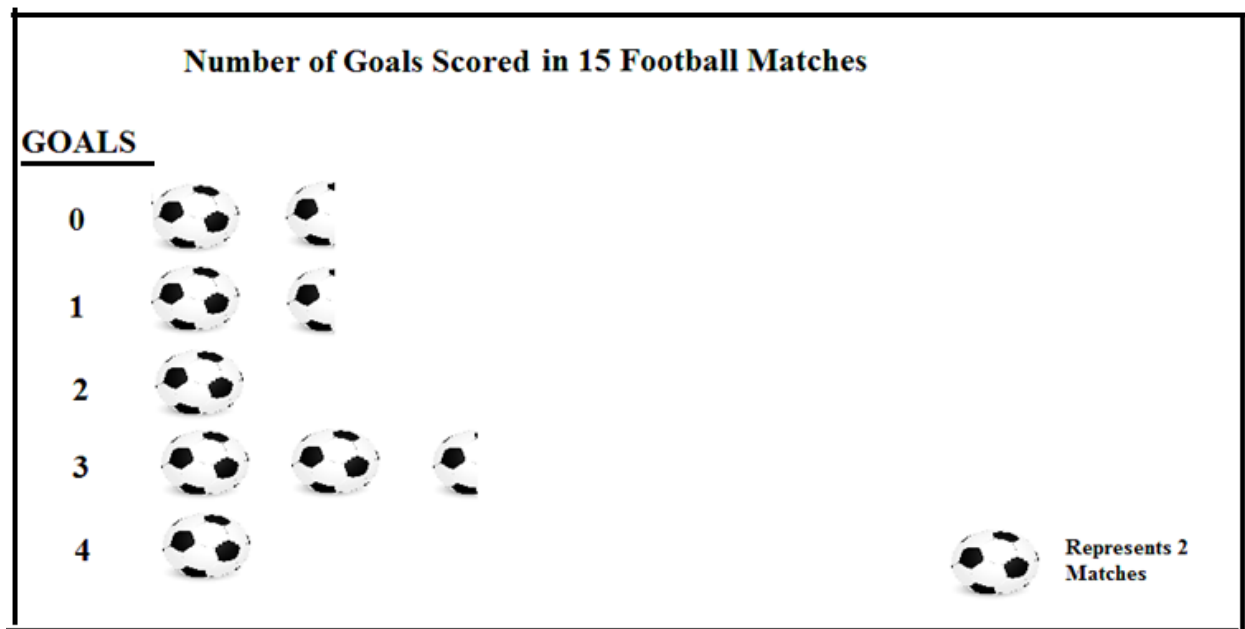 Number of Goals Scored in 15 Football Matches
GOALS
0
1
2
3
4
Represents 2
Matches